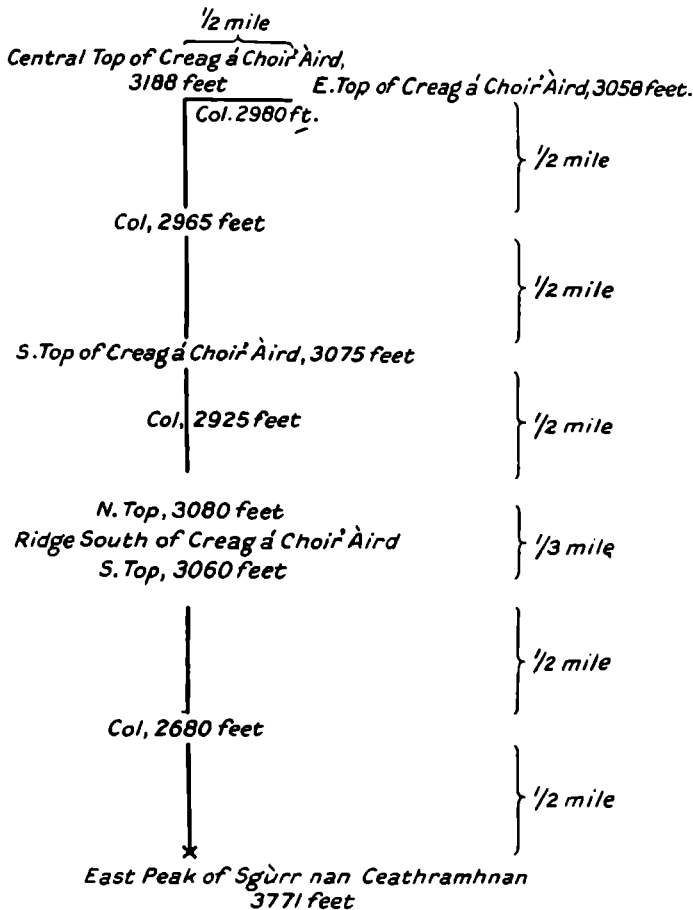 1/2 mile
Central Top of Creag á Choir' Àird,
3188 feet
E. Top of Creag á Choir' Àird, 3058 feet.
Col. 2980 ft.
1/2 mile
Col, 2965 feet
1/2 mile
S. Top of Creag á Choir' Àird, 3075 feet
Col, 2925 feet
1/2 mile
N. Top, 3080 feet
Ridge South of Creag á Choir' Àird
1/3 mile
S. Top, 3060 feet
1/2 mile
Col, 2680 feet
1/2 mile
East Peak of Sgùrr nan Ceathramhnan
3771 feet